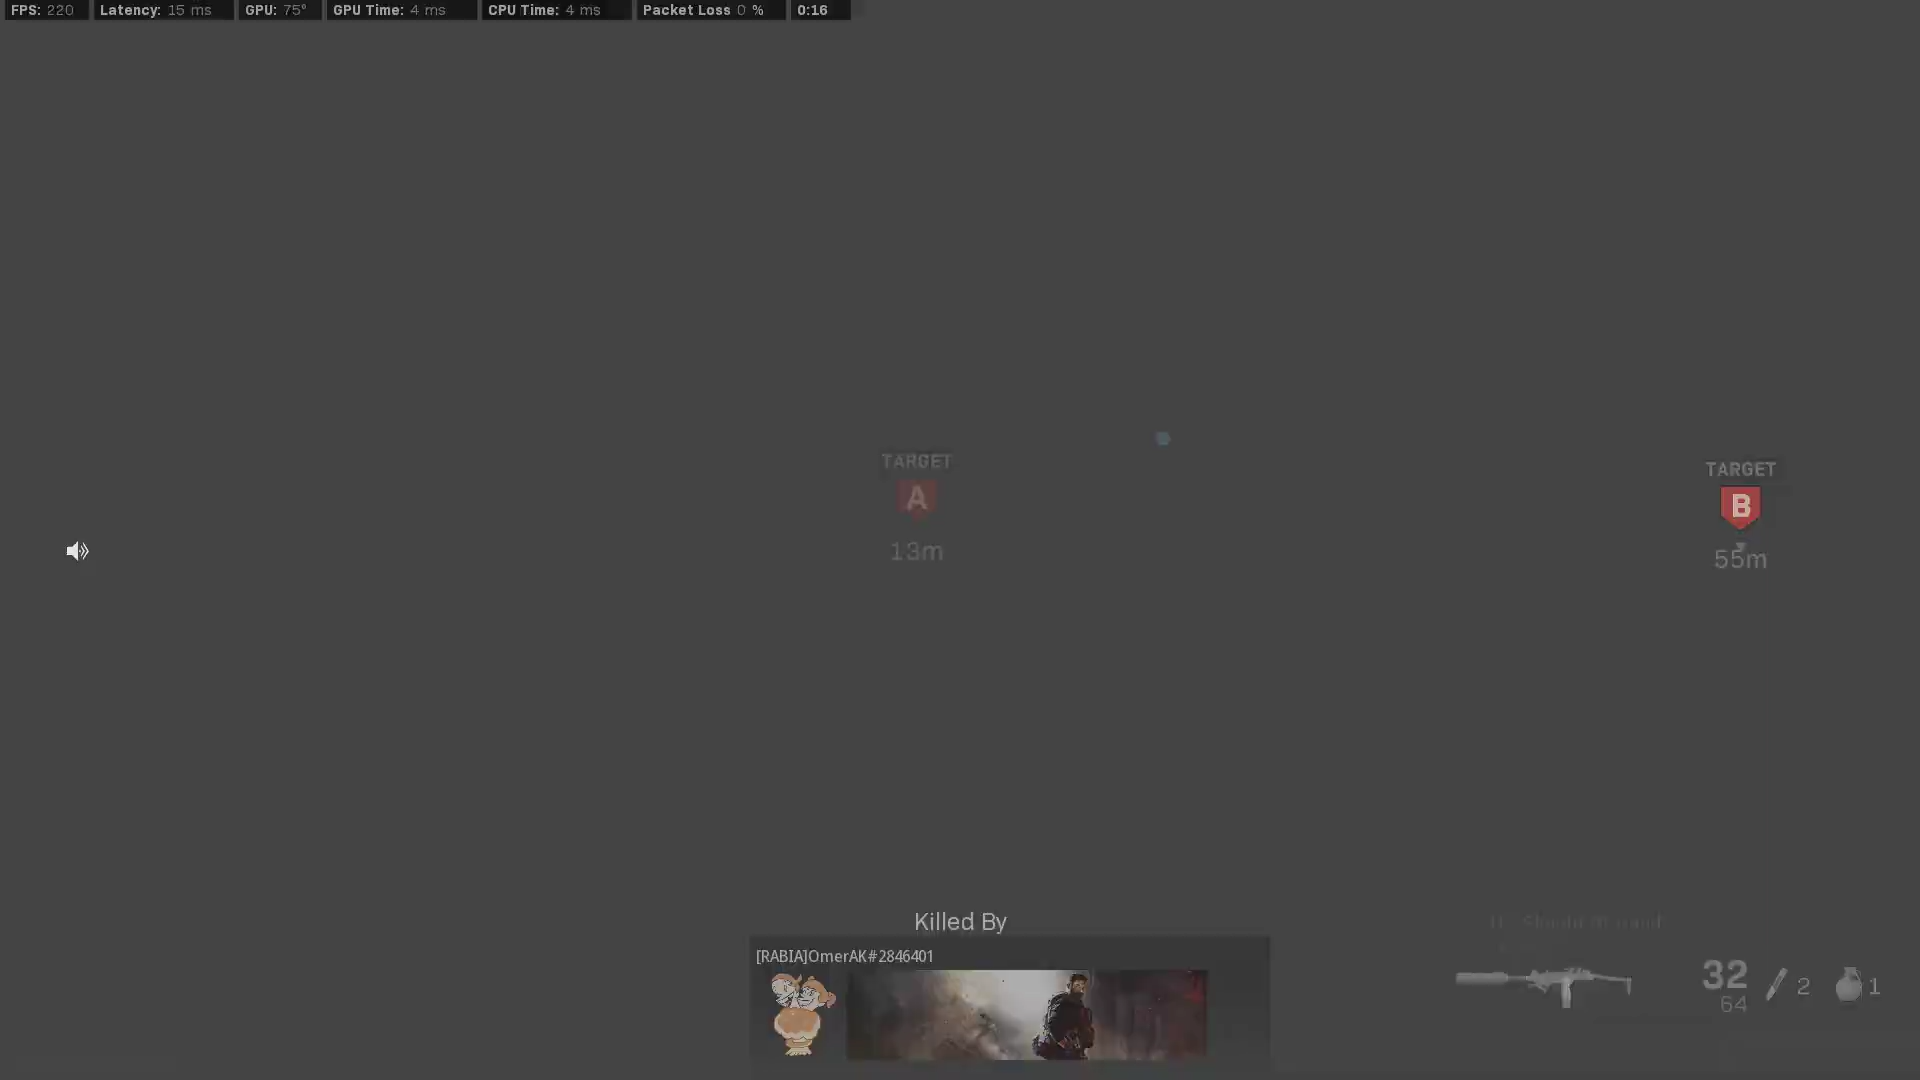 FPS: 220 Latency: 15 ms GPU: 75° GPU Time: 4 ms CPU Time: 4 ms Packet Loss 0 % 0:16
TARGET
A
13m
TARGET
B
55m
Killed By
[RABIA]OmerAK#2846401
32
64
2
1